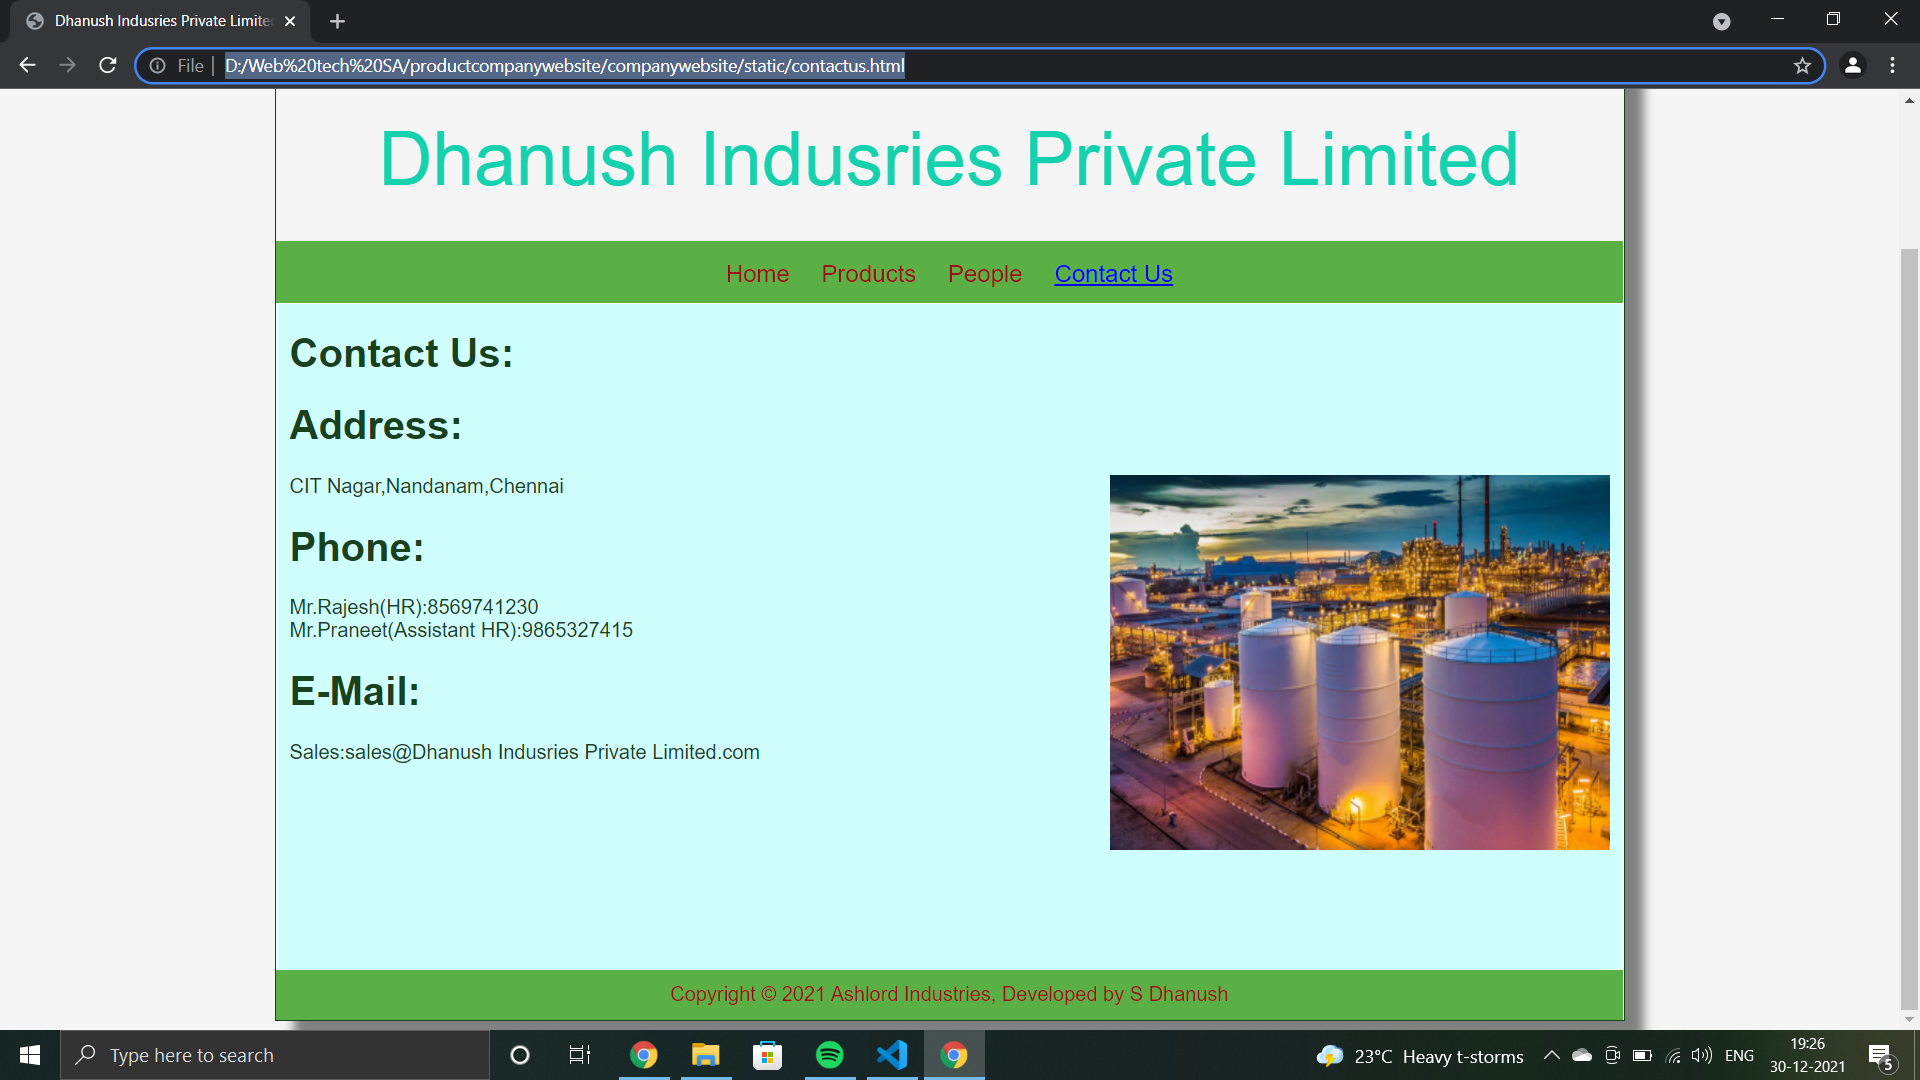 Dhanush Indusries Private Limite
File
D:/Web%20tech%20SA/productcompanywebsite/companywebsite/static/contactus.html
Dhanush Indusries Private Limited
Home Products People Contact Us
Contact Us:
Address:
CIT Nagar,Nandanam,Chennai
Phone:
Mr.Rajesh(HR):8569741230
Mr.Praneet(Assistant HR):9865327415
E-Mail:
Sales:sales@Dhanush Indusries Private Limited.com
Copyright © 2021 Ashlord Industries, Developed by S Dhanush
Type here to search
23°C Heavy t-storms
ENG
19:26
30-12-2021
5